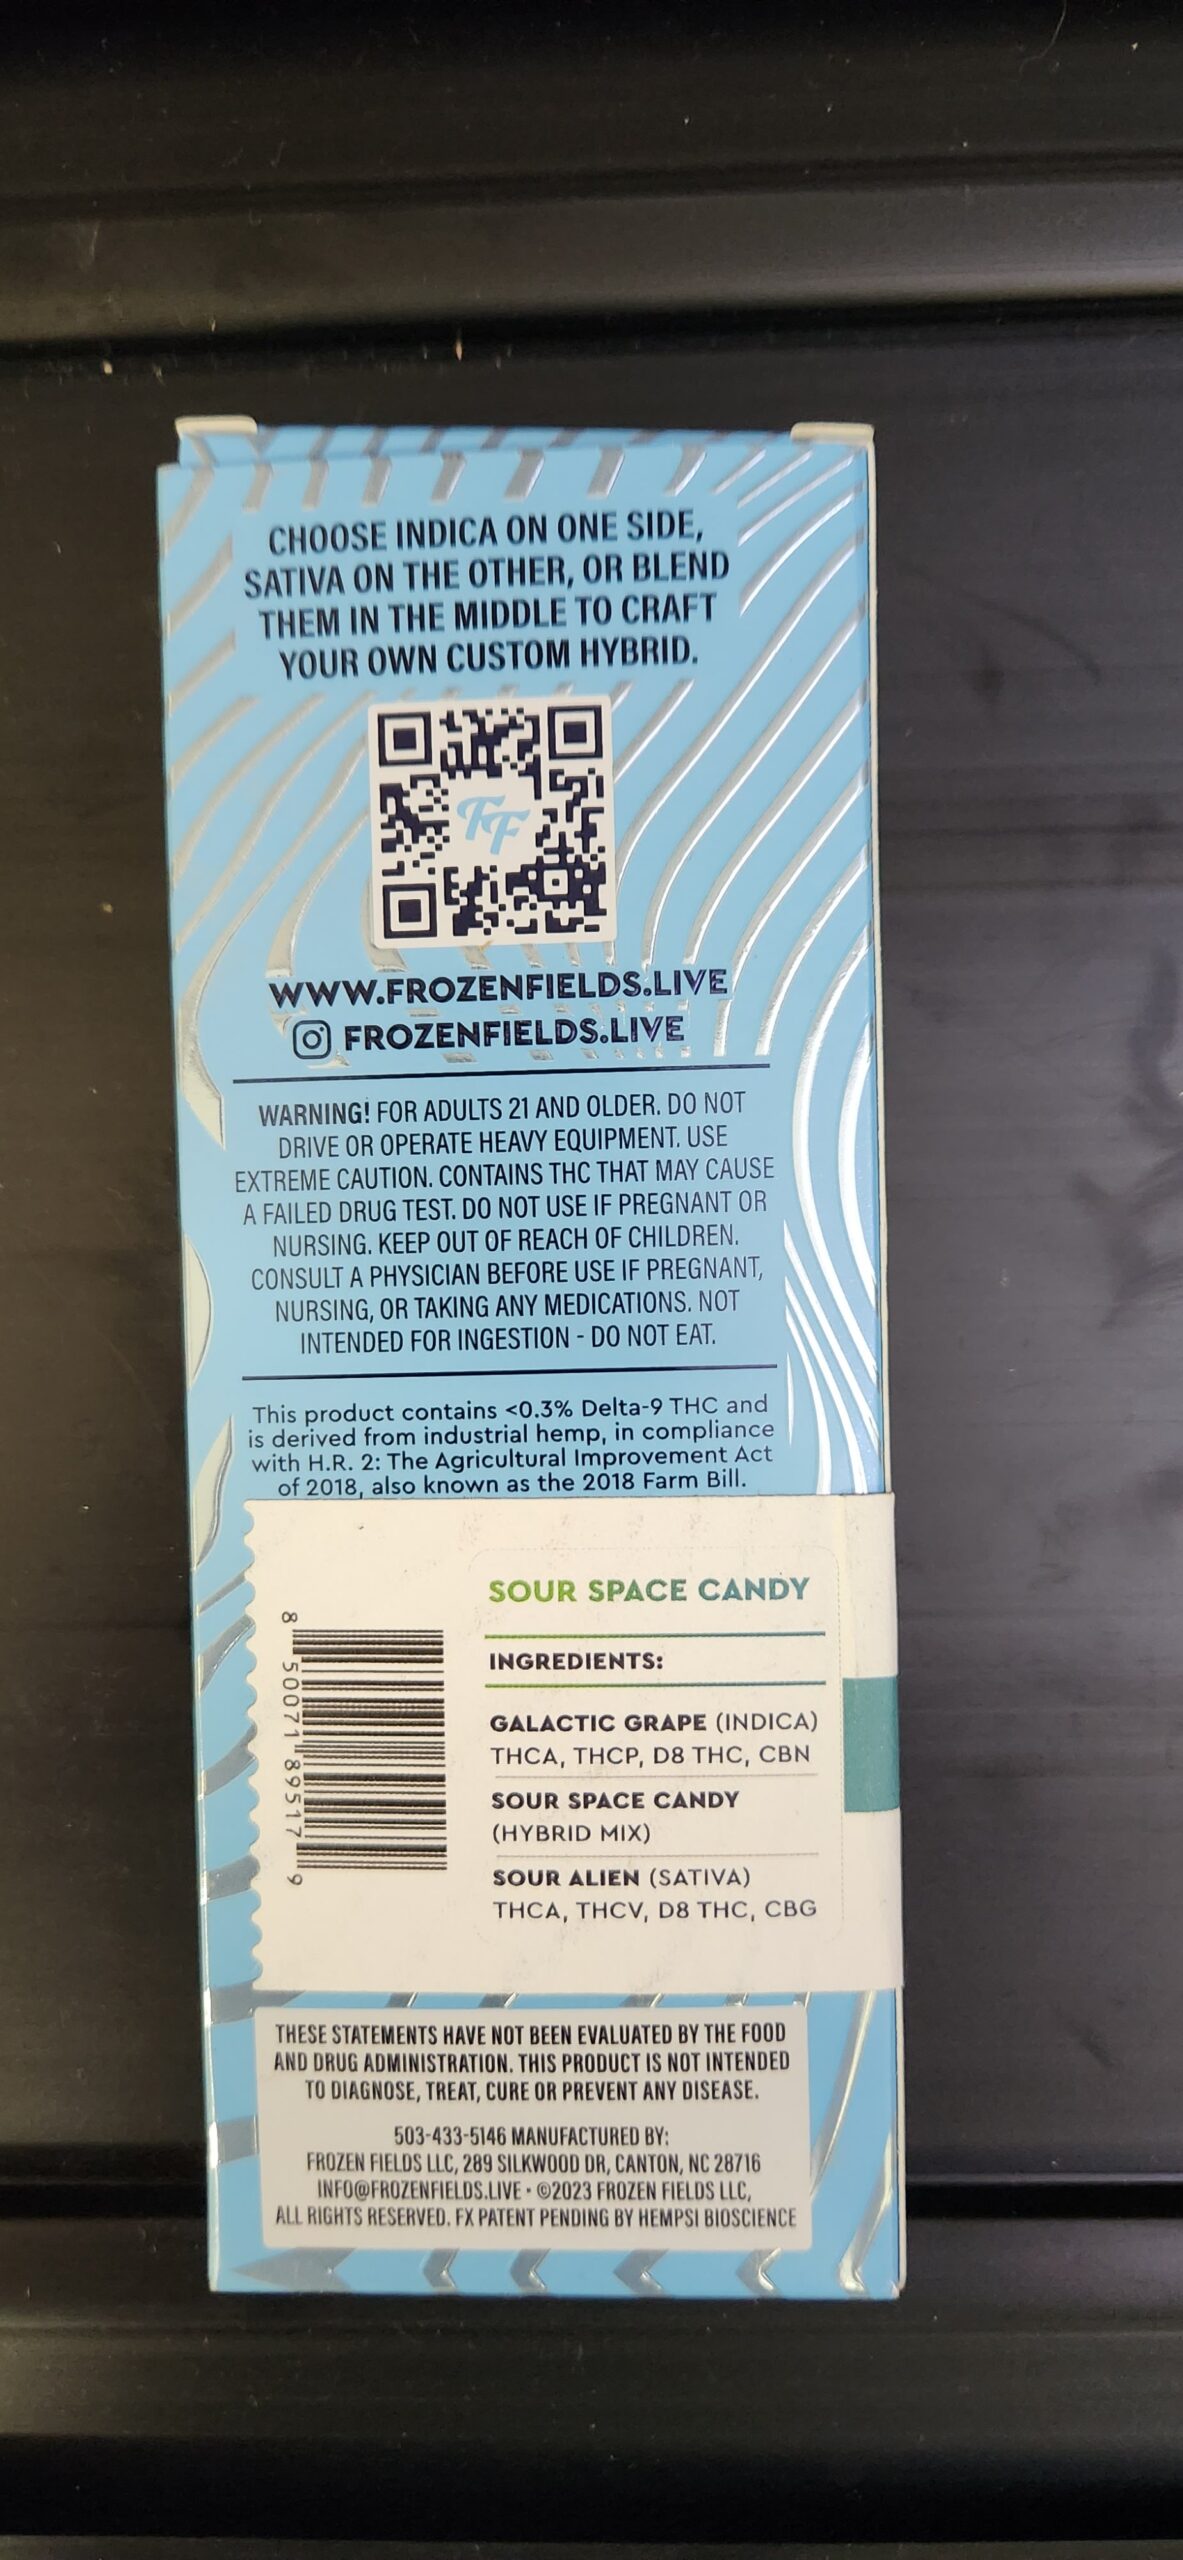 CHOOSE INDICA ON ONE SIDE,
SATIVA ON THE OTHER, OR BLEND
THEM IN THE MIDDLE TO CRAFT
YOUR OWN CUSTOM HYBRID.
FF
WWW.FROZENFIELDS.LIVE
FROZENFIELDS.LIVE
WARNING! FOR ADULTS 21 AND OLDER. DO NOT
DRIVE OR OPERATE HEAVY EQUIPMENT. USE
EXTREME CAUTION. CONTAINS THC THAT MAY CAUSE
A FAILED DRUG TEST. DO NOT USE IF PREGNANT OR
NURSING. KEEP OUT OF REACH OF CHILDREN.
CONSULT A PHYSICIAN BEFORE USE IF PREGNANT,
NURSING, OR TAKING ANY MEDICATIONS. NOT
INTENDED FOR INGESTION - DO NOT EAT.
This product contains <0.3% Delta-9 THC and
is derived from industrial hemp, in compliance
with H.R. 2: The Agricultural Improvement Act
of 2018, also known as the 2018 Farm Bill.
8 50071 89517 9
SOUR SPACE CANDY
INGREDIENTS:
GALACTIC GRAPE (INDICA)
THCA, THCP, D8 THC, CBN
SOUR SPACE CANDY
(HYBRID MIX)
SOUR ALIEN (SATIVA)
THCA, THCV, D8 THC, CBG
THESE STATEMENTS HAVE NOT BEEN EVALUATED BY THE FOOD
AND DRUG ADMINISTRATION. THIS PRODUCT IS NOT INTENDED
TO DIAGNOSE, TREAT, CURE OR PREVENT ANY DISEASE.
503-433-5146 MANUFACTURED BY:
FROZEN FIELDS LLC, 289 SILKWOOD DR, CANTON, NC 28716
INFO@FROZENFIELDS.LIVE • ©2023 FROZEN FIELDS LLC,
ALL RIGHTS RESERVED. FX PATENT PENDING BY HEMPSI BIOSCIENCE